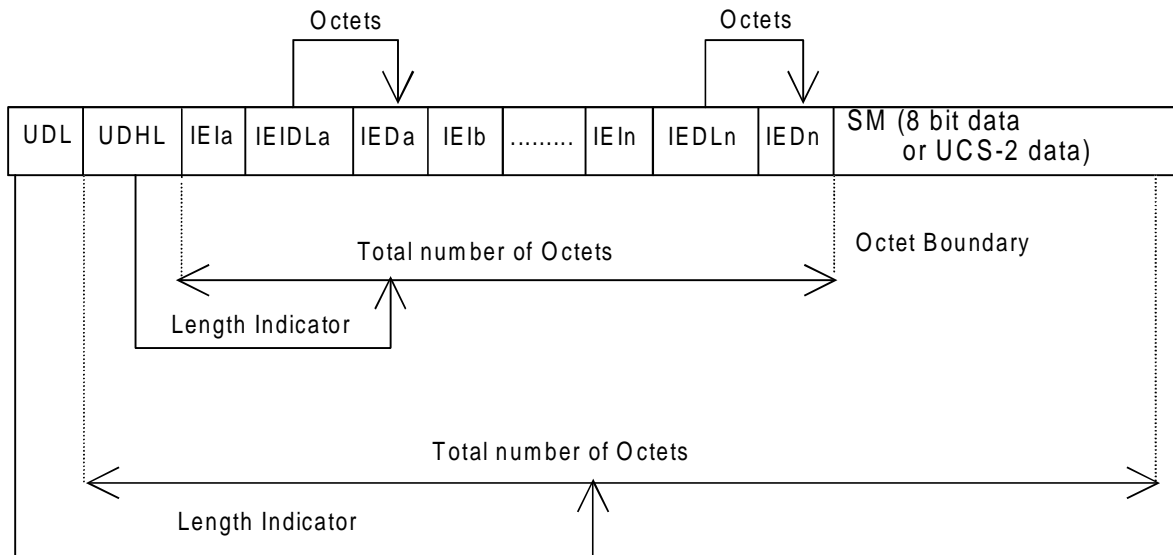 Octets
Octets
UDL
UDHL
IEIa
IEIDLa
IEDa
IEIb
.........
IEIn
IEDLn
IEDn
SM (8 bit data
or UCS-2 data)
Total number of Octets
Octet Boundary
Length Indicator
Total number of Octets
Length Indicator